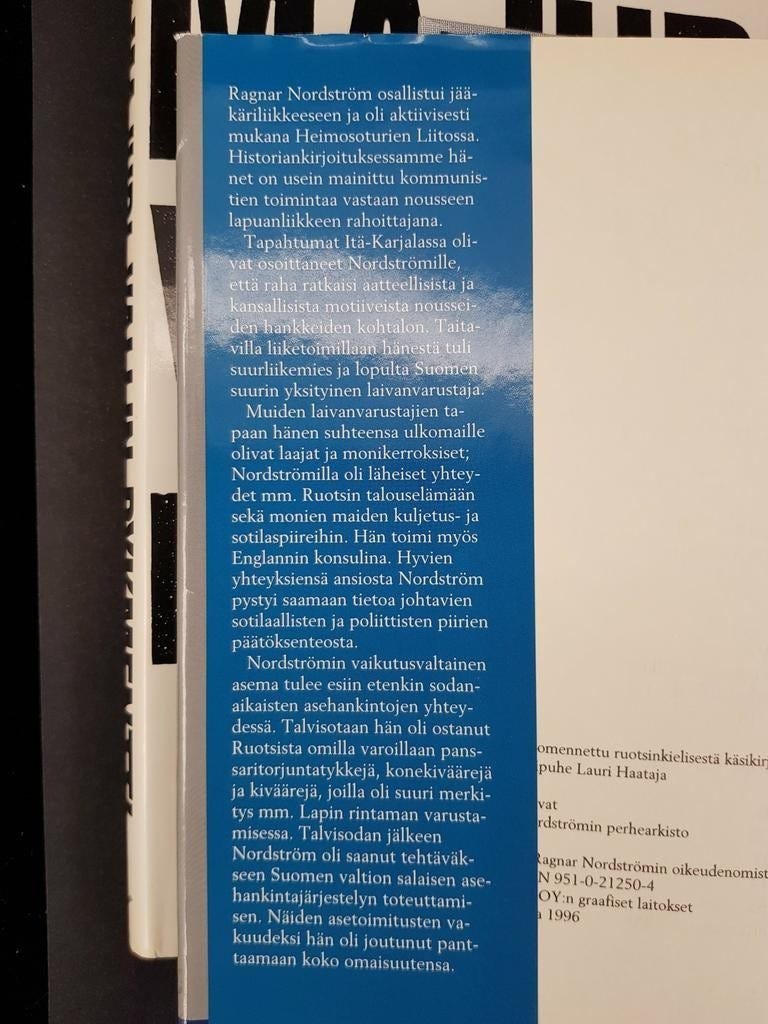 Ragnar Nordström osallistui jää-
käriliikkeeseen ja oli aktiivisesti
mukana Heimosoturien Liitossa.
Historiankirjoituksessamme hä-
net on usein mainittu kommunis-
tien toimintaa vastaan nousseen
lapuanliikkeen rahoittajana.
Tapahtumat Itä-Karjalassa oli-
vat osoittaneet Nordströmille,
että raha ratkaisi aatteellisista ja
kansallisista motiiveista noussei-
den hankkeiden kohtalon. Taita-
villa liiketoimillaan hänestä tuli
suurliikemies ja lopulta Suomen
suurin yksityinen laivanvarustaja.
Muiden laivanvarustajien ta-
paan hänen suhteensa ulkomaille
olivat laajat ja monikerroksiset;
Nordströmilla oli läheiset yhtey-
det mm. Ruotsin talouselämään
sekä monien maiden kuljetus- ja
sotilaspiireihin. Hän toimi myös
Englannin konsulina. Hyvien
yhteyksiensä ansiosta Nordström
pystyi saamaan tietoa johtavien
sotilaallisten ja poliittisten piirien
päätöksenteosta.
Nordströmin vaikutusvaltainen
asema tulee esiin etenkin sodan-
aikaisten asehankintojen yhtey-
dessä. Talvisotaan hän oli ostanut
Ruotsista omilla varoillaan pans-
saritorjuntatykkejä, konekiväärejä
ja kiväärejä, joilla oli suuri merki-
tys mm. Lapin rintaman varusta-
misessa. Talvisodan jälkeen
Nordström oli saanut tehtäväk-
seen Suomen valtion salaisen ase-
hankintajärjestelyn toteuttami-
sen. Näiden asetoimitusten va-
kuudeksi hän oli joutunut pant-
taamaan koko omaisuutensa.
omennettu ruotsinkielisestä käsikirj
puhe Lauri Haataja
vat
rdströmin perhearkisto
Ragnar Nordströmin oikeudenomist
N 951-0-21250-4
OY:n graafiset laitokset
a 1996